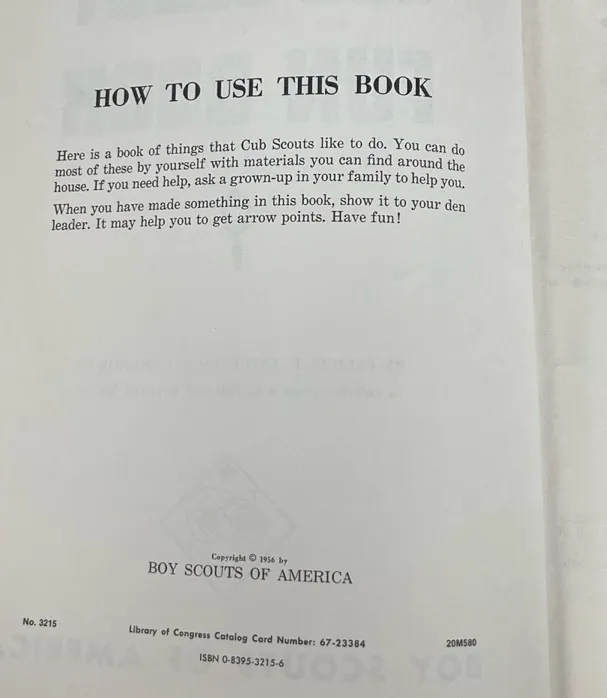 HOW TO USE THIS BOOK
Here is a book of things that Cub Scouts like to do. You can do
most of these by yourself with materials you can find around the
house. If you need help, ask a grown-up in your family to help you.
When you have made something in this book, show it to your den
leader. It may help you to get arrow points. Have fun!
Copyright © 1956 by
BOY SCOUTS OF AMERICA
No. 3215
Library of Congress Catalog Card Number: 67-23384
20M580
ISBN 0-8395-3215-6